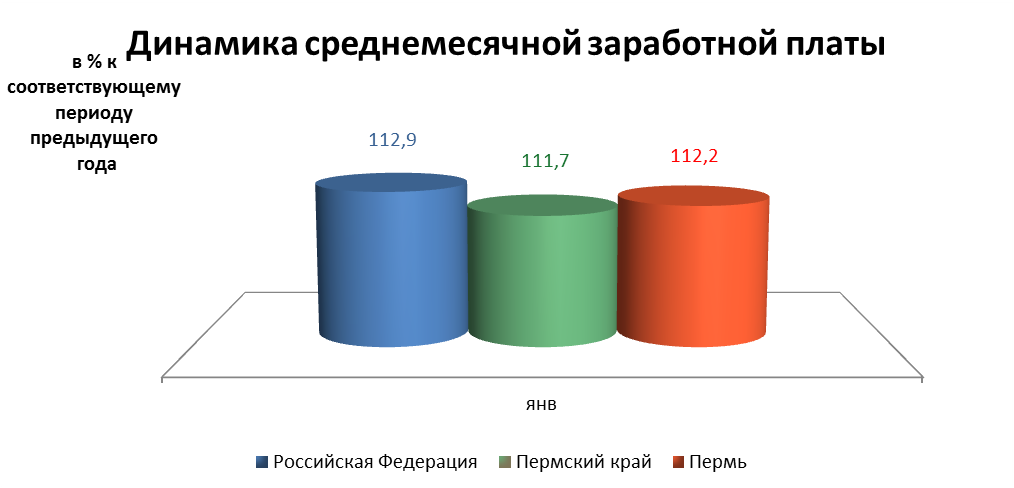 Динамика среднемесячной заработной платы
в % к
соответствующему
периоду
предыдущего
года
112,9
111,7
112,2
янв
Российская Федерация
Пермский край
Пермь